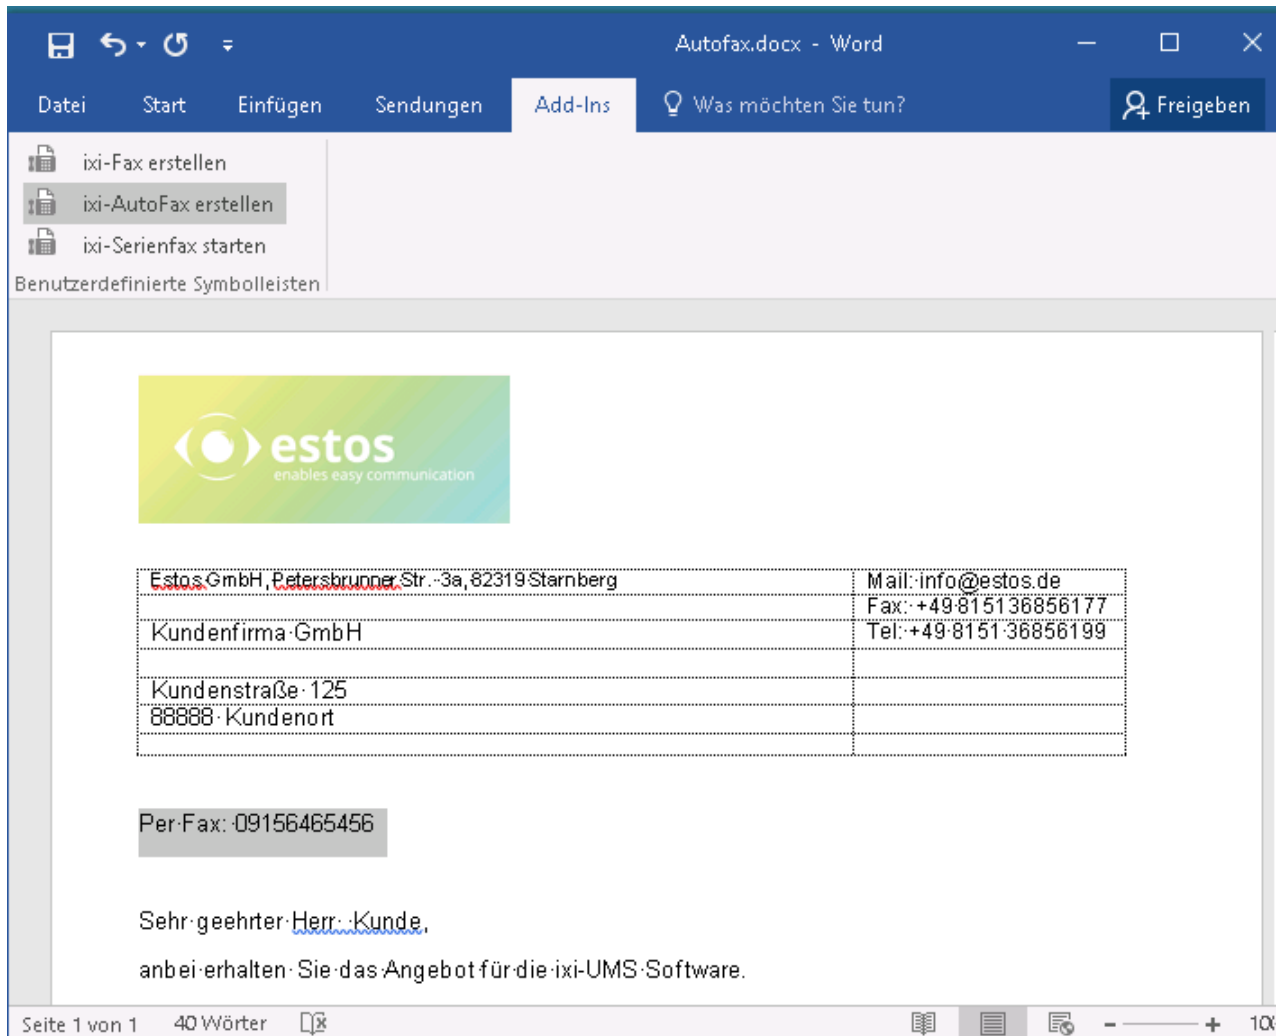 Autofax.docx - Word
Datei Start Einfügen Sendungen Add-Ins Was möchten Sie tun? Freigeben
ixi-Fax erstellen
ixi-AutoFax erstellen
ixi-Serienfax starten
Benutzerdefinierte Symbolleisten
estos
enables easy communication
Estos·GmbH, Petersbrunner·Str.··3a, 82319·Starnberg Mail:·info@estos.de
Fax:·+49·815136856177
Kundenfirma·GmbH Tel:·+49·8151·36856199
Kundenstraße·125
88888·Kundenort
Per·Fax:·09156465456
Sehr·geehrter·Herr··Kunde,
anbei·erhalten·Sie·das·Angebot·für·die·ixi-UMS·Software.
Seite 1 von 1 40 Wörter